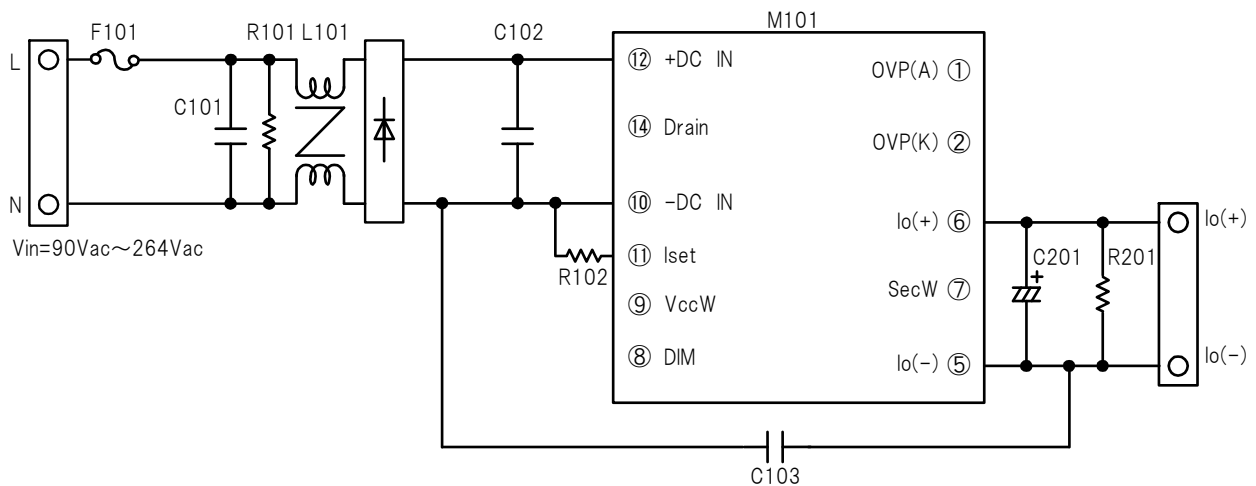 M101
F101
R101 L101
C102
L
⑫ +DC IN
OVP(A) ①
C101
⑭ Drain
OVP(K) ②
N
⑩ -DC IN
Io(+) ⑥
Io(+)
Vin=90Vac～264Vac
⑪ Iset
R102
C201
+
R201
SecW ⑦
⑨ VccW
⑧ DIM
Io(-) ⑤
Io(-)
C103